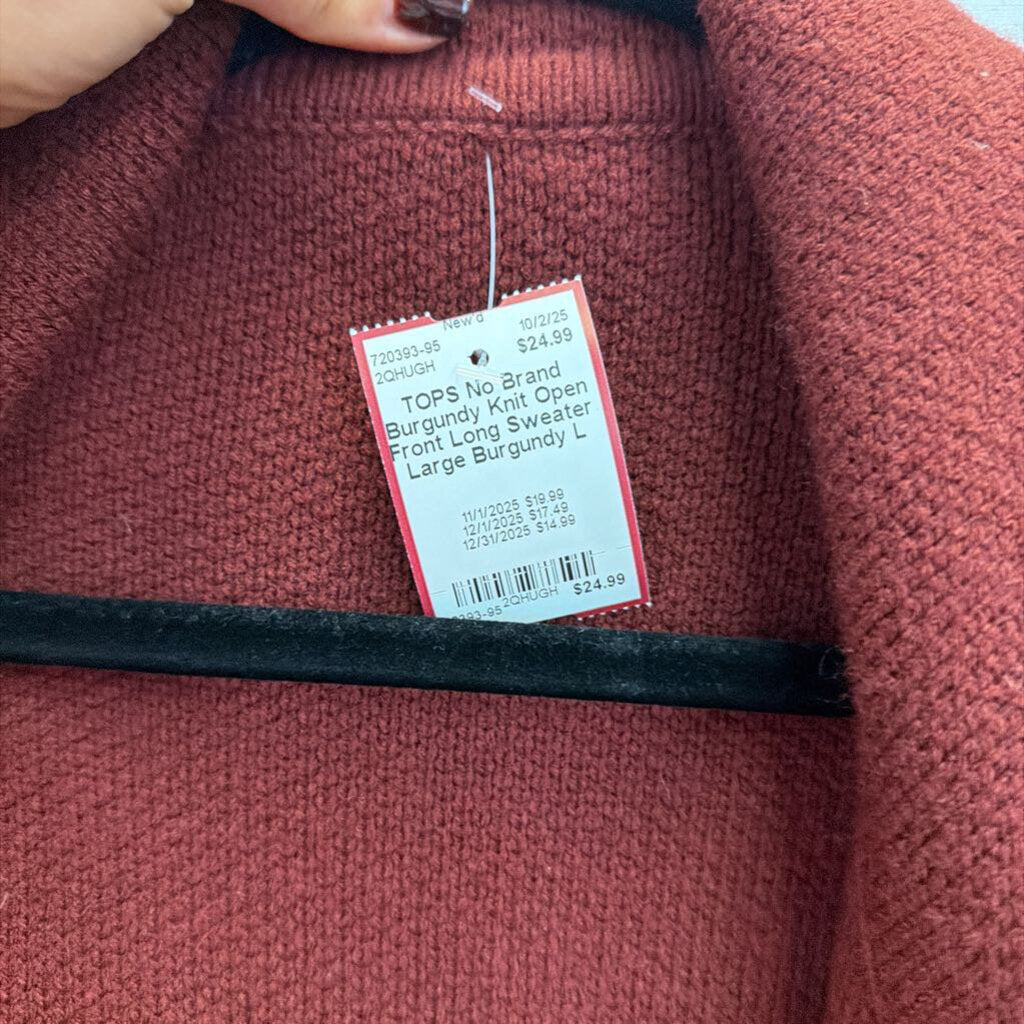 New'd
10/2/25
720393-95
$24.99
2QHUGH
TOPS No Brand
Burgundy Knit Open
Front Long Sweater
Large Burgundy L
11/1/2025 $19.99
12/1/2025 $17.49
12/31/2025 $14.99
393-95 2QHUGH $24.99